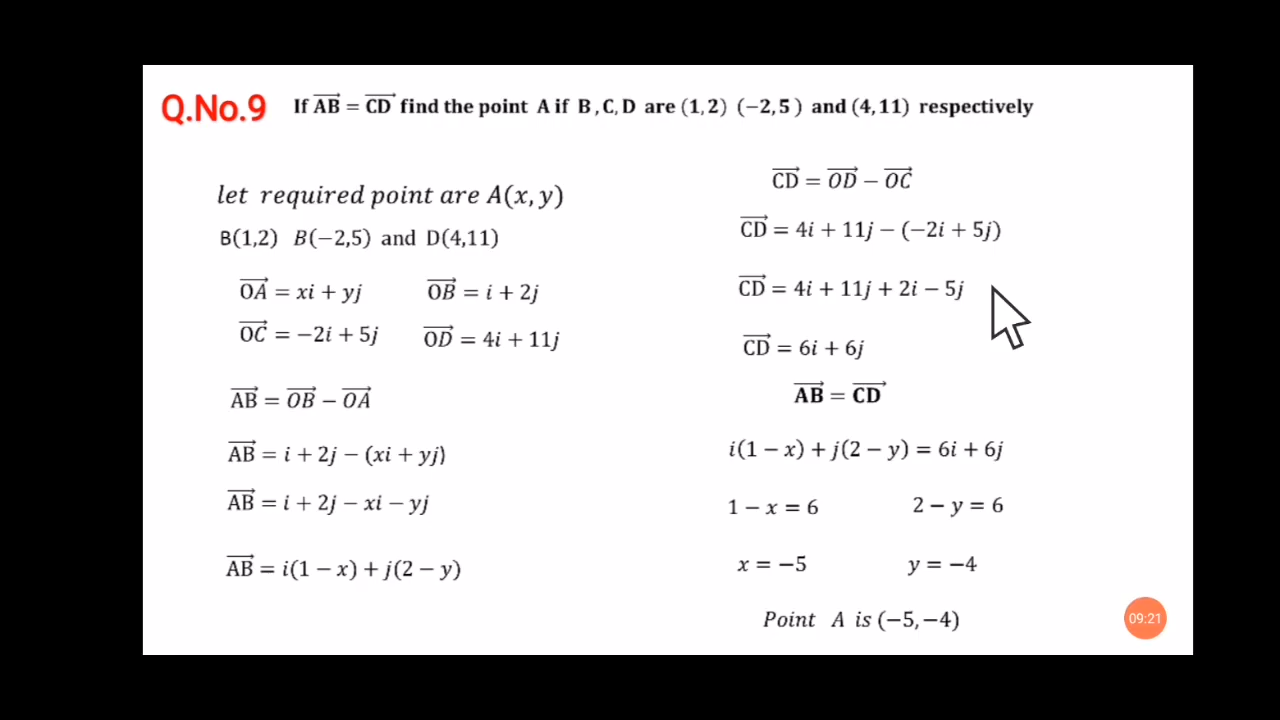 Q.No.9 If AB⃗ = CD⃗ find the point A if B , C, D are (1, 2) (−2, 5 ) and (4, 11) respectively
let required point are A(x, y)
B(1,2) B(−2,5) and D(4,11)
OA⃗ = xi + yj OB⃗ = i + 2j
OC⃗ = −2i + 5j OD⃗ = 4i + 11j
AB⃗ = OB⃗ − OA⃗
AB⃗ = i + 2j − (xi + yj)
AB⃗ = i + 2j − xi − yj
AB⃗ = i(1 − x) + j(2 − y)
CD⃗ = OD⃗ − OC⃗
CD⃗ = 4i + 11j − (−2i + 5j)
CD⃗ = 4i + 11j + 2i − 5j
CD⃗ = 6i + 6j
AB⃗ = CD⃗
i(1 − x) + j(2 − y) = 6i + 6j
1 − x = 6 2 − y = 6
x = −5 y = −4
Point A is (−5, −4)
09:21